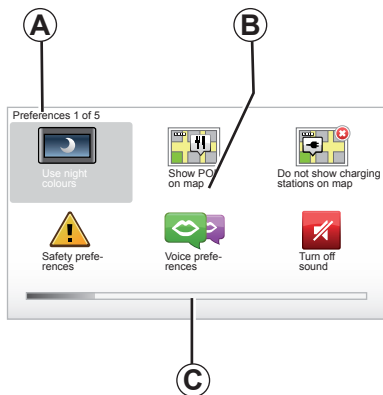 A
B
Preferences 1 of 5
Use night
colours
Show PO
on map
Do not show charging
stations on map
Safety prefe-
rences
Voice prefe-
rences
Turn off
sound
C